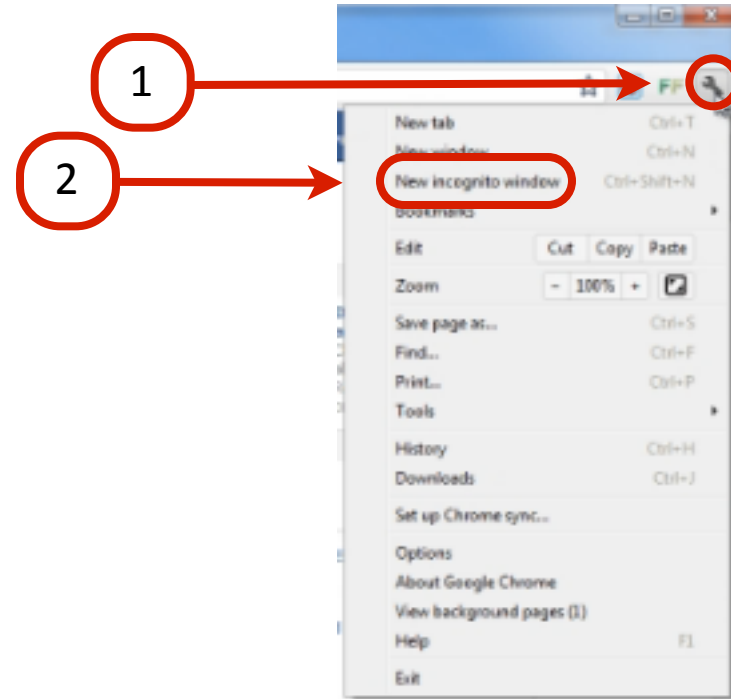 1
FF
2
New tab Ctrl+T
New window Ctrl+N
New incognito window Ctrl+Shift+N
Bookmarks
Edit Cut Copy Paste
Zoom - 100% +
Save page as... Ctrl+S
Find... Ctrl+F
Print... Ctrl+P
Tools
History Ctrl+H
Downloads Ctrl+J
Set up Chrome sync...
Options
About Google Chrome
View background pages (1)
Help F1
Exit